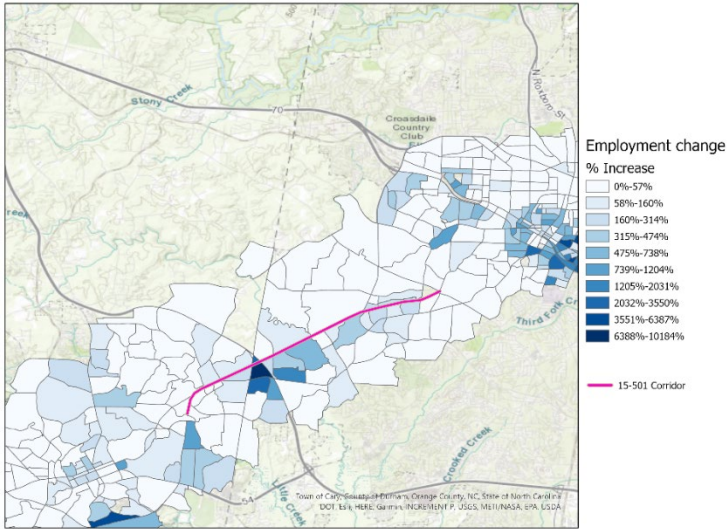 Stony Creek
70
Croasdaile
Country
Club
N Roxboro St
Creek
Third Fork Cr
Crooked Creek
Little Creek
54
Town of Cary, County of Durham, Orange County, NC, State of North Carolina
DOT, Esri, HERE, Garmin, INCREMENT P, USGS, METI/NASA, EPA, USDA
Employment change
% Increase
0%-57%
58%-160%
160%-314%
315%-474%
475%-738%
739%-1204%
1205%-2031%
2032%-3550%
3551%-6387%
6388%-10184%
15-501 Corridor